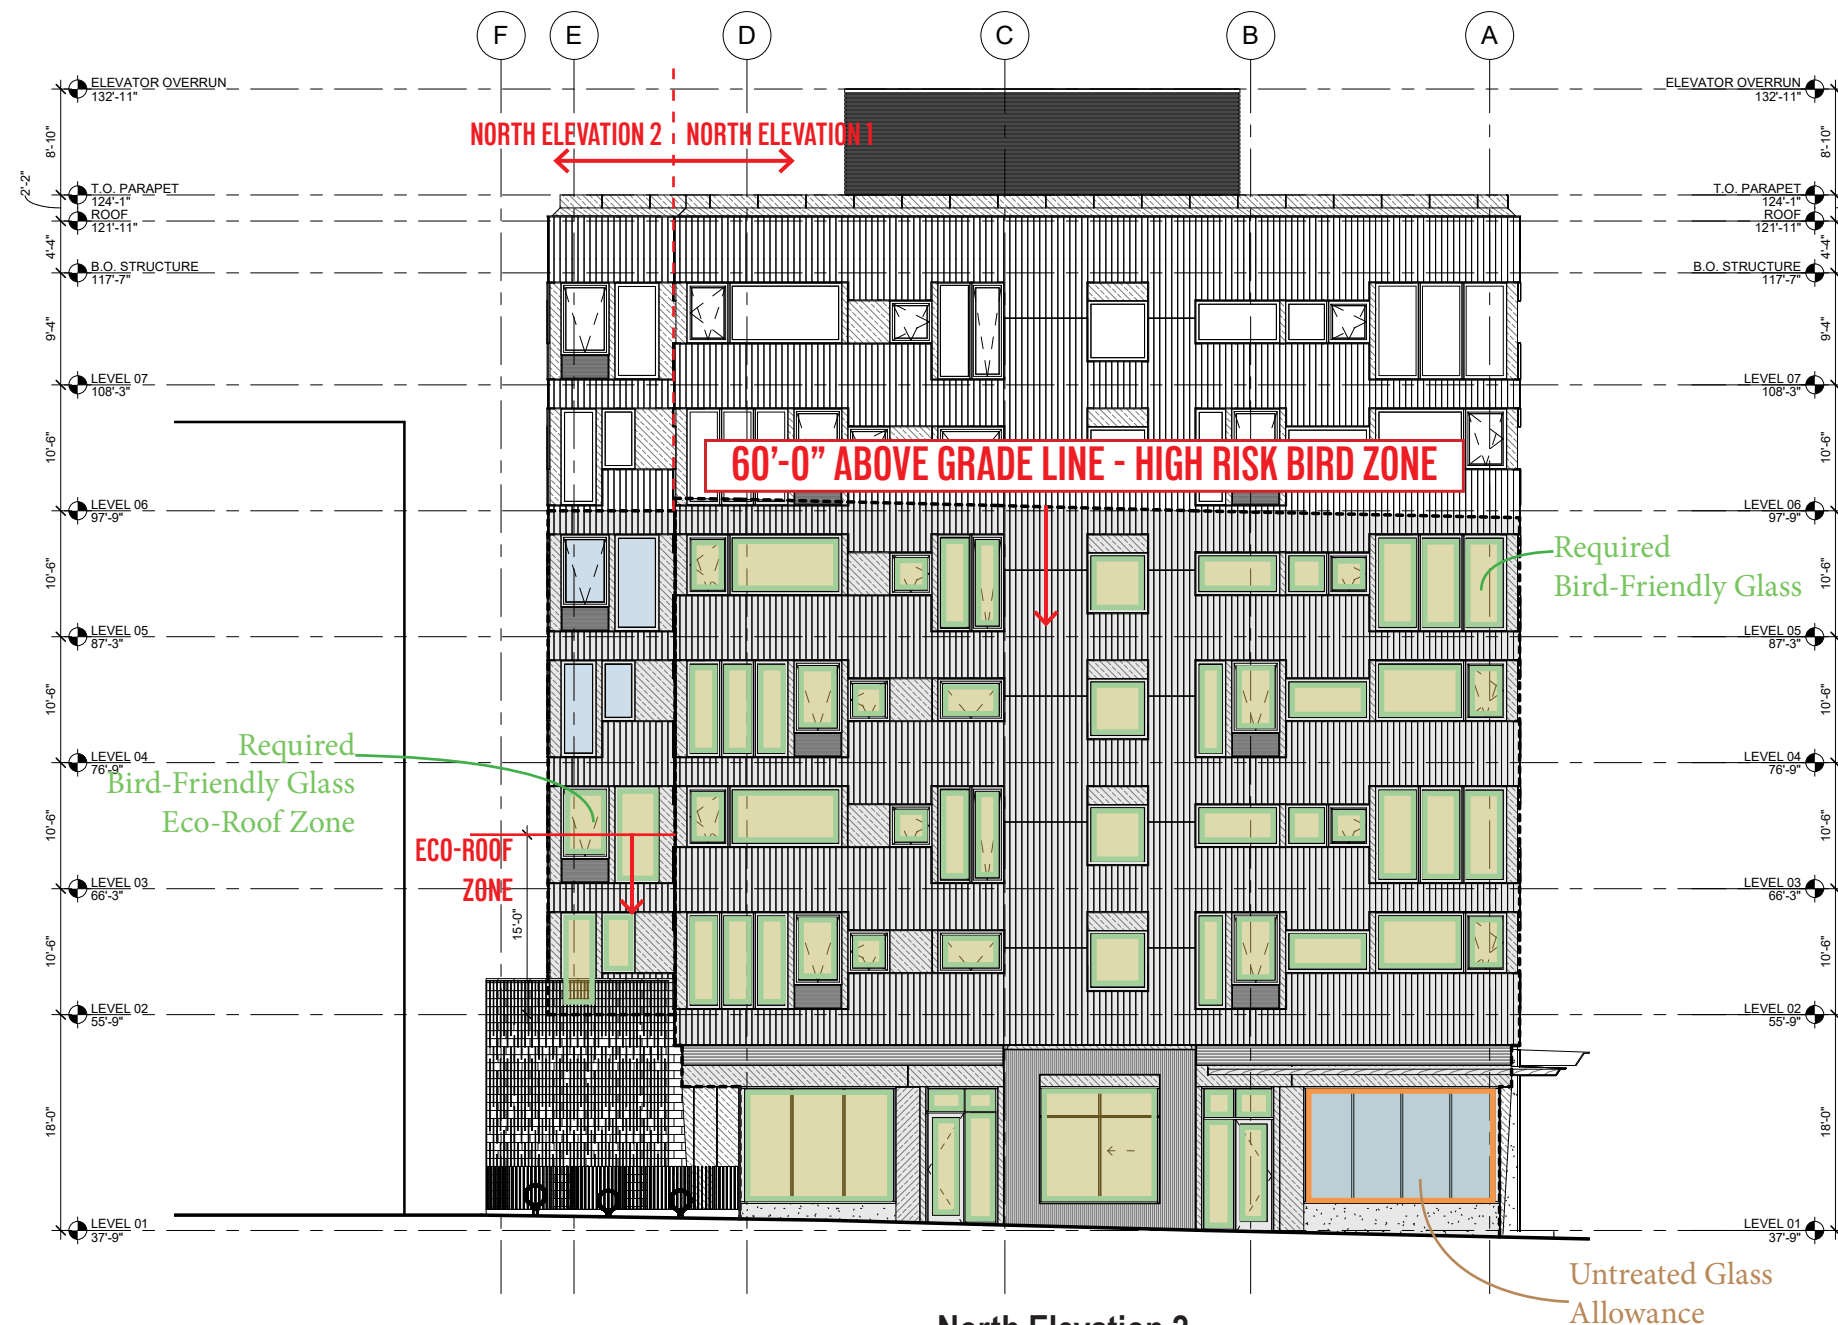 F E D C B A
ELEVATOR OVERRUN
132'-11"
ELEVATOR OVERRUN
132'-11"
NORTH ELEVATION 2 NORTH ELEVATION 1
8'-10"
8'-10"
2'-2"
T.O. PARAPET
124'-1"
T.O. PARAPET
124'-1"
ROOF
121'-11"
ROOF
121'-11"
4'-4"
4'-4"
B.O. STRUCTURE
117'-7"
B.O. STRUCTURE
117'-7"
9'-4"
9'-4"
LEVEL 07
108'-3"
LEVEL 07
108'-3"
10'-6"
10'-6"
60'-0” ABOVE GRADE LINE - HIGH RISK BIRD ZONE
LEVEL 06
97'-9"
LEVEL 06
97'-9"
10'-6"
10'-6"
Required
Bird-Friendly Glass
LEVEL 05
87'-3"
LEVEL 05
87'-3"
10'-6"
10'-6"
LEVEL 04
76'-9"
LEVEL 04
76'-9"
Required
Bird-Friendly Glass
Eco-Roof Zone
10'-6"
10'-6"
ECO-ROOF
ZONE
LEVEL 03
66'-3"
LEVEL 03
66'-3"
15'-0"
10'-6"
10'-6"
LEVEL 02
55'-9"
LEVEL 02
55'-9"
18'-0"
18'-0"
LEVEL 01
37'-9"
LEVEL 01
37'-9"
Untreated Glass
Allowance
North Elevation 2